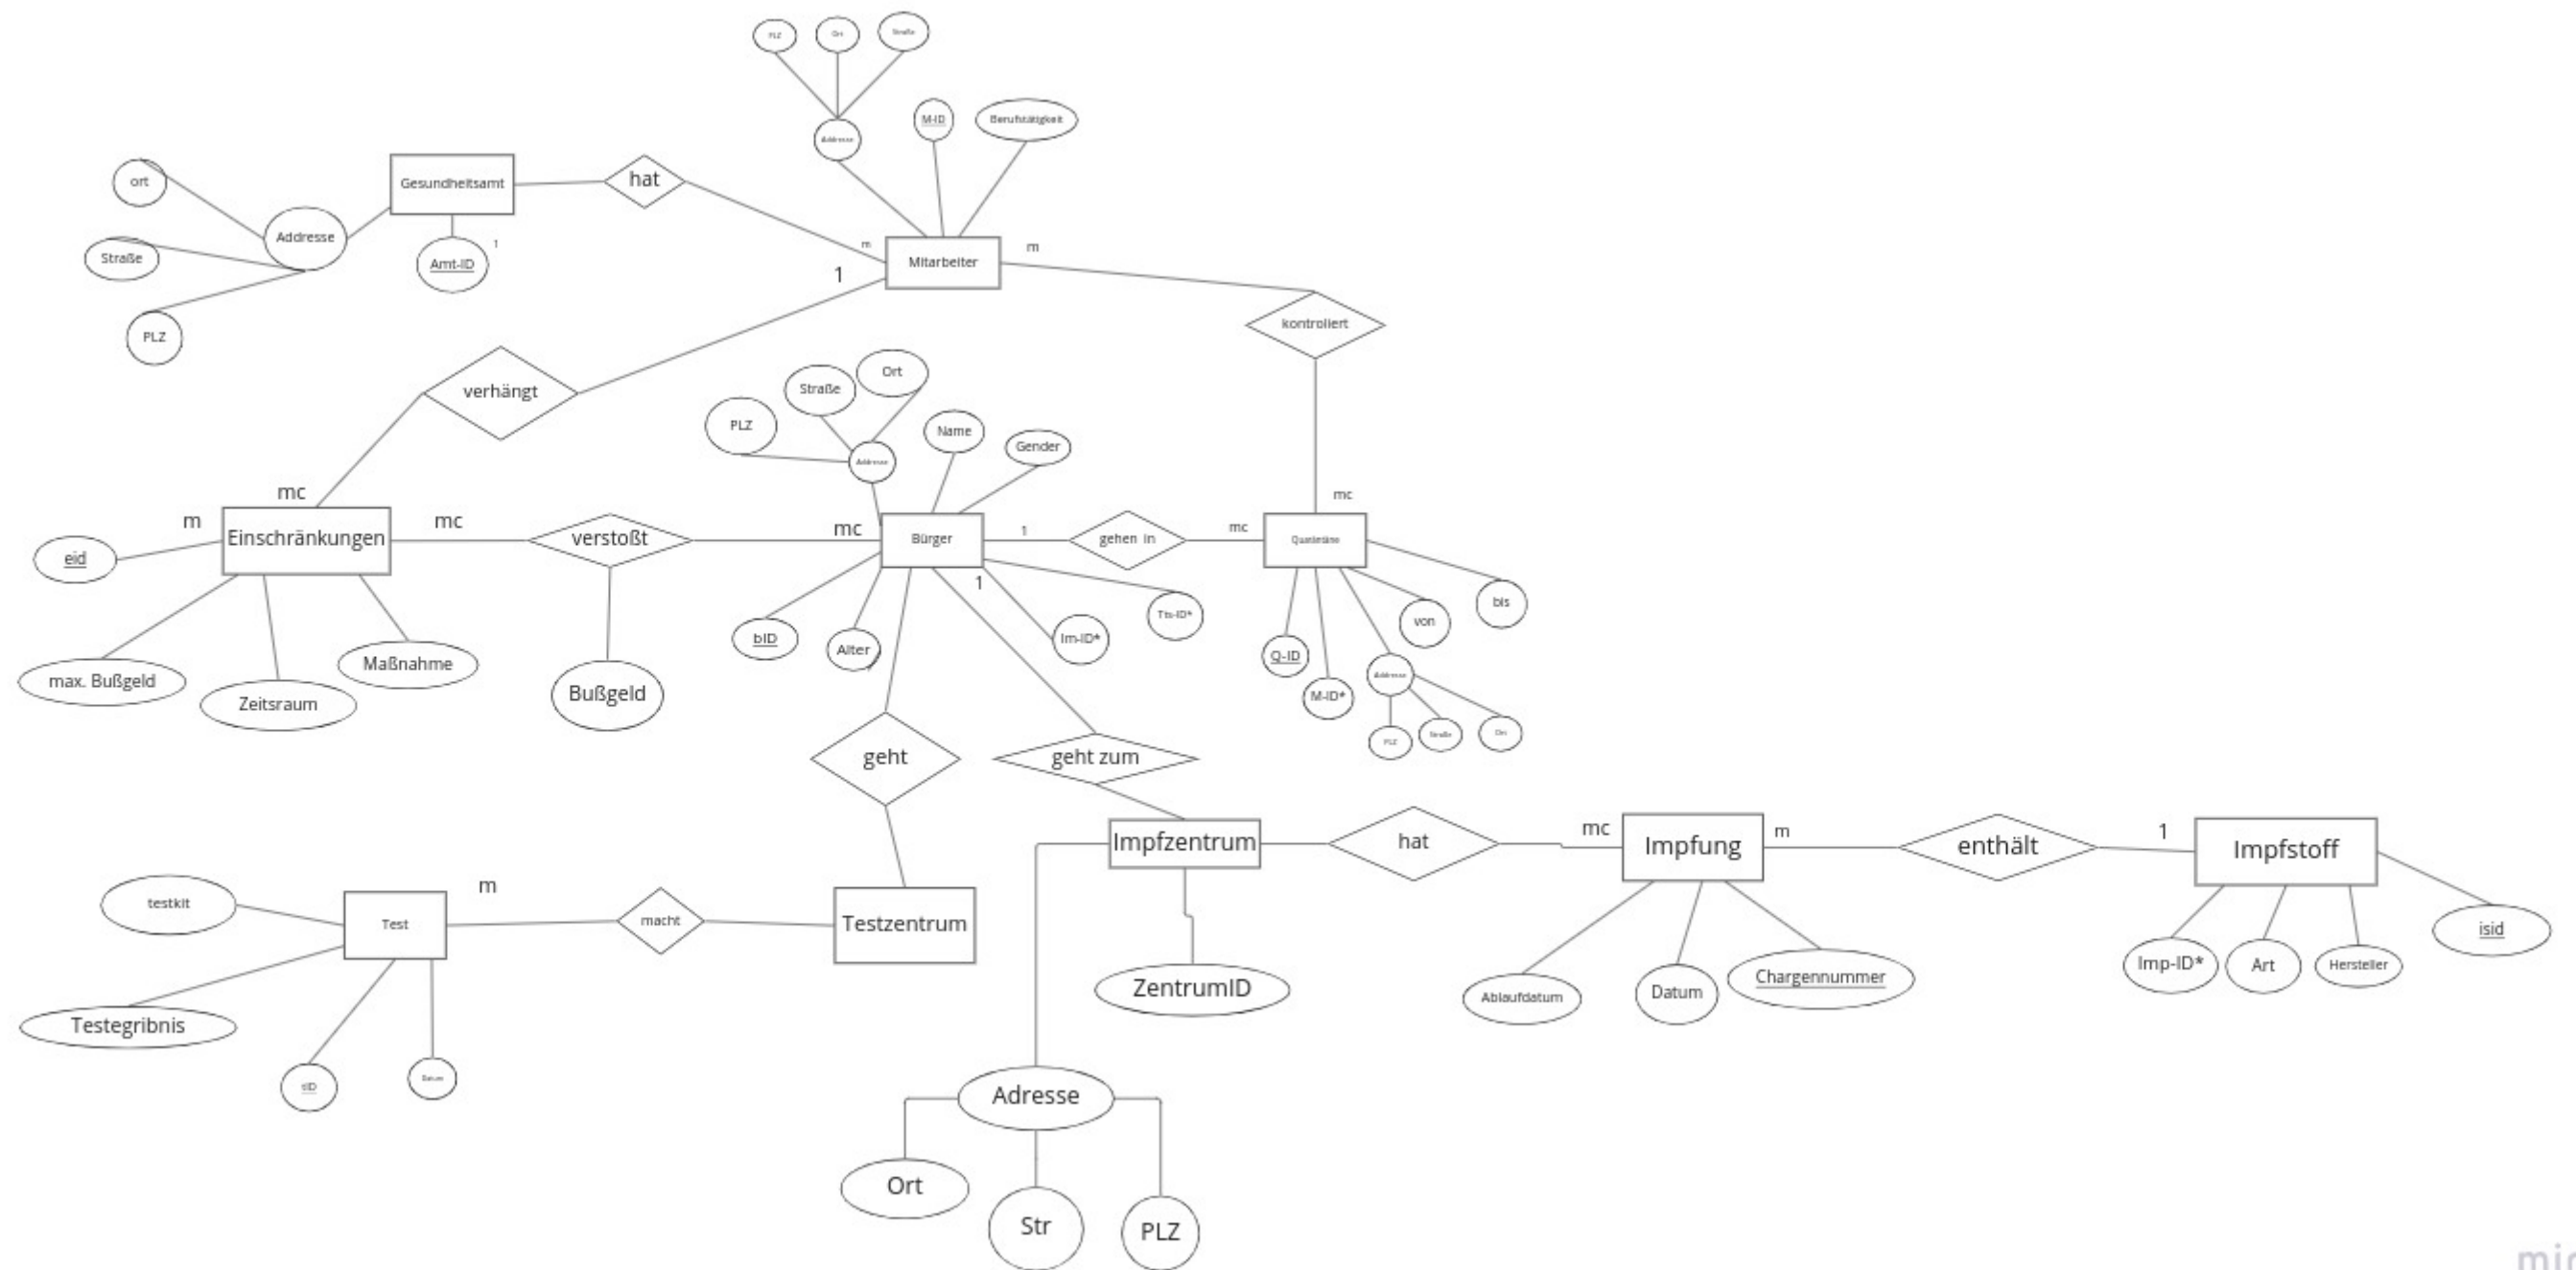 PLZ
Ort
Straße
Addresse
M-ID
Berufstätigkeit
ort
Straße
PLZ
Addresse
Gesundheitsamt
Amt-ID
1
hat
m
1
Mitarbeiter
m
kontroliert
verhängt
mc
PLZ
Straße
Ort
Addresse
Name
Gender
m
Einschränkungen
mc
verstoßt
mc
Bürger
1
gehen in
mc
mc
eid
max. Bußgeld
Zeitsraum
Maßnahme
Bußgeld
bID
Alter
1
Im-ID*
Tts-ID*
Q-ID
M-ID*
von
bis
Addresse
PLZ
Straße
Ort
geht
geht zum
testkit
Test
m
macht
Testzentrum
Testegribnis
tID
Datum
Impfzentrum
hat
mc
Impfung
m
enthält
1
Impfstoff
ZentrumID
Ablaufdatum
Datum
Chargennummer
Imp-ID*
Art
Hersteller
isid
Adresse
Ort
Str
PLZ